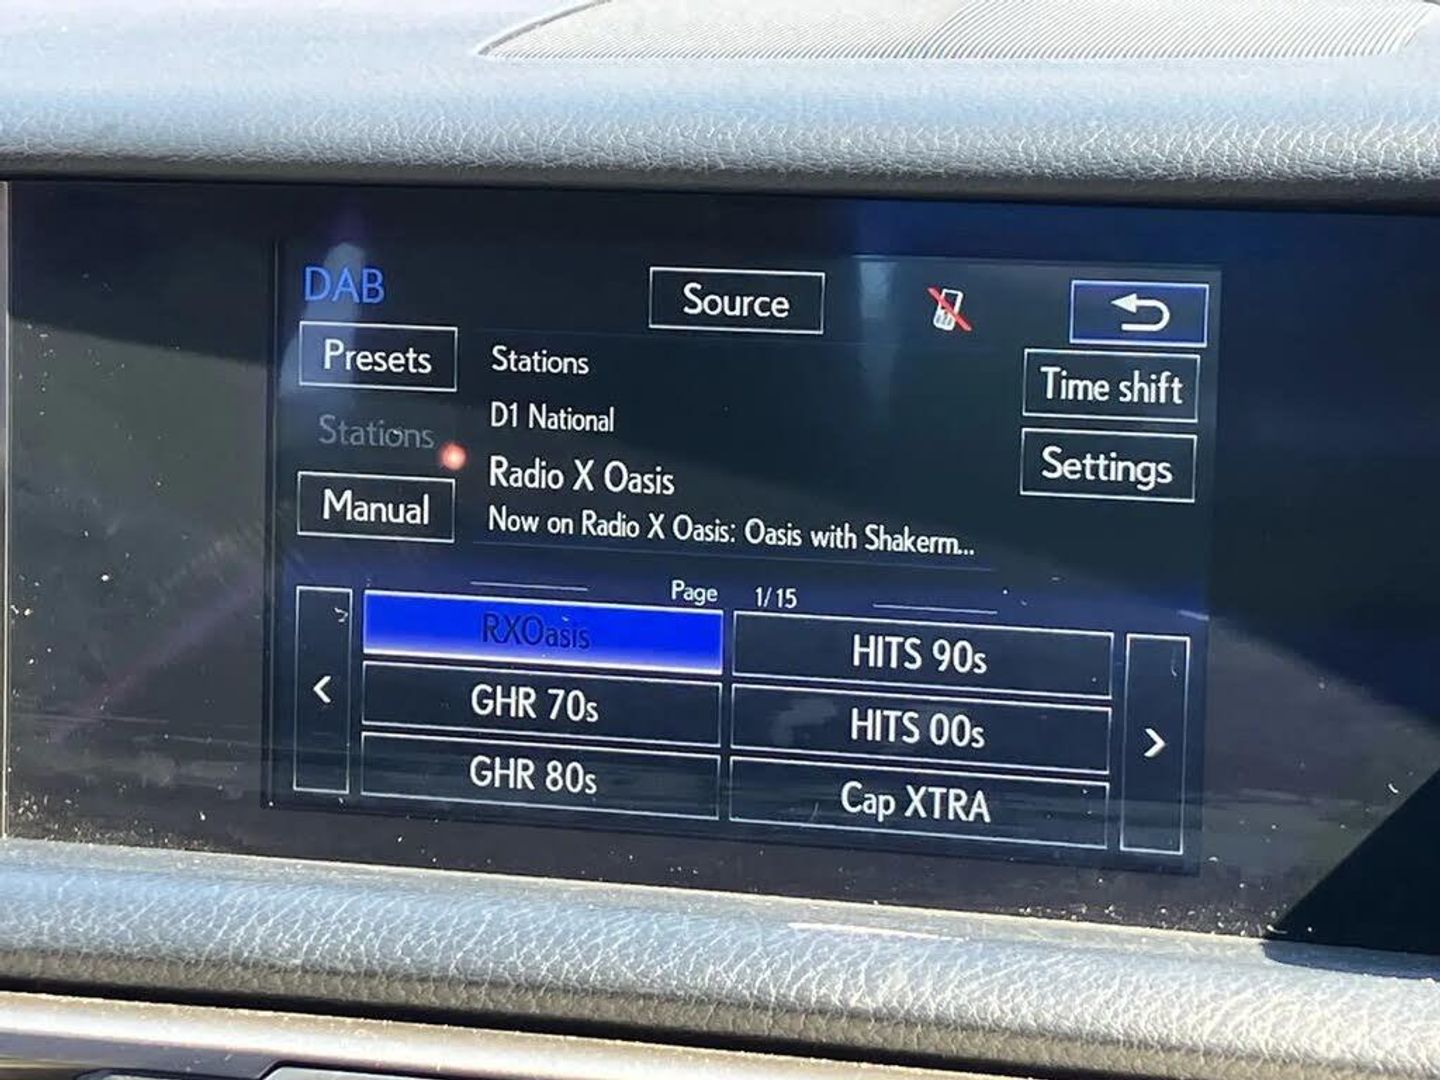 DAB
Source
Presets
Stations
Time shift
D1 National
Stations
Radio X Oasis
Settings
Manual
Now on Radio X Oasis: Oasis with Shakerm...
Page 1/15
RXOasis
HITS 90s
<
GHR 70s
HITS 00s
>
GHR 80s
Cap XTRA